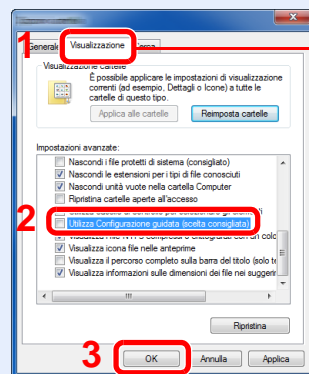 1
Generale Visualizzazione Cerca
Visualizzazione cartelle
È possibile applicare le impostazioni di visualizzazione
correnti (ad esempio, Dettagli o Icone) a tutte le
cartelle di questo tipo.
Applica alle cartelle Reimposta cartelle
Impostazioni avanzate:
Nascondi i file protetti di sistema (consigliato)
Nascondi le estensioni per i tipi di file conosciuti
Nascondi unità vuote nella cartella Computer
Ripristina cartelle aperte all'accesso
2
Utilizza Configurazione guidata (scelta consigliata)
Visualizza icona file nelle anteprime
Visualizza il percorso completo sulla barra del titolo (solo te
Visualizza informazioni sulle dimensioni dei file nei suggerin
Ripristina
3
OK Annulla Applica